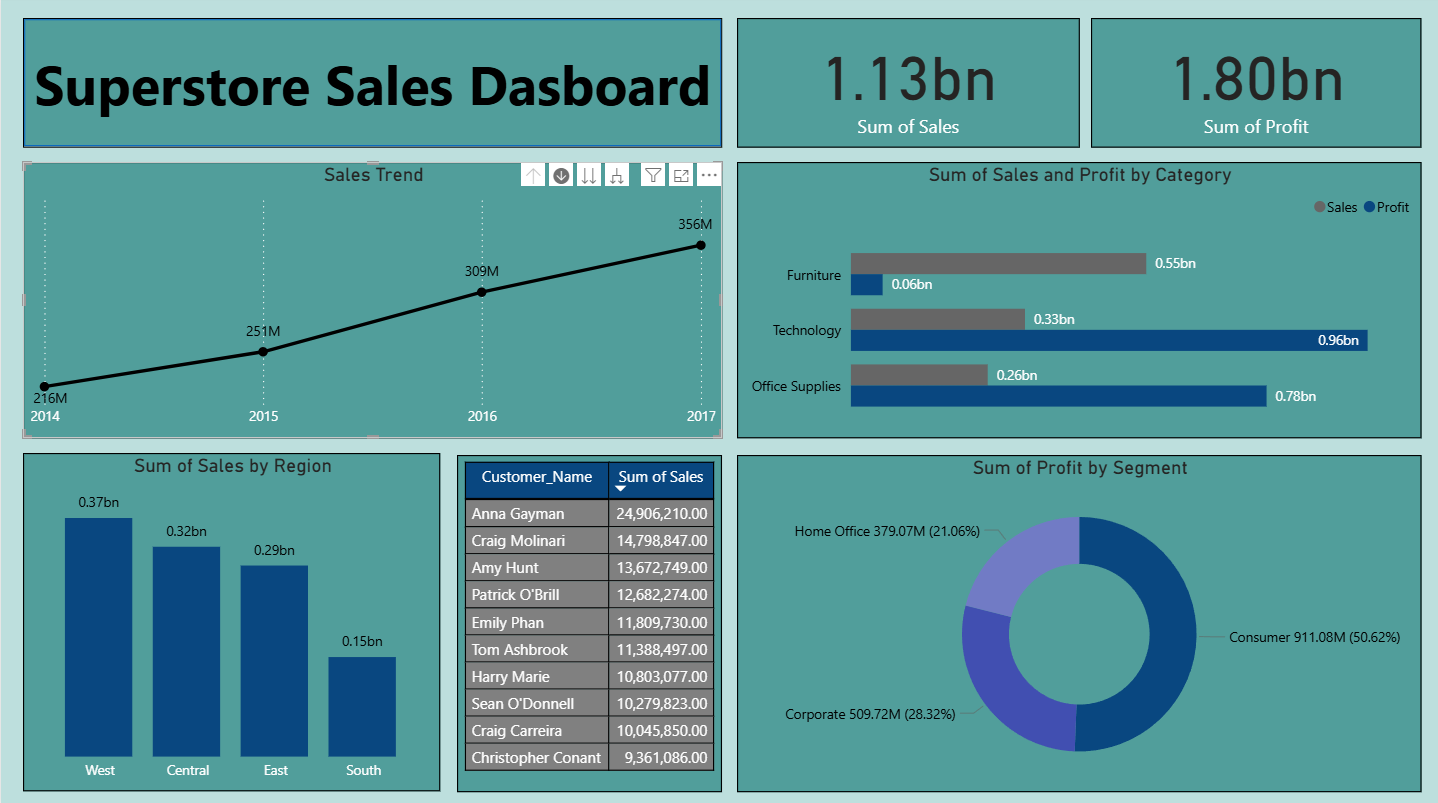 Superstore Sales Dasboard
1.13bn
Sum of Sales
1.80bn
Sum of Profit
Sales Trend
356M
309M
251M
216M
2014 2015 2016 2017
Sum of Sales and Profit by Category
Sales Profit
Furniture 0.55bn
0.06bn
Technology 0.33bn
0.96bn
Office Supplies 0.26bn
0.78bn
Sum of Sales by Region
0.37bn
0.32bn
0.29bn
0.15bn
West Central East South
Customer_Name Sum of Sales
Anna Gayman 24,906,210.00
Craig Molinari 14,798,847.00
Amy Hunt 13,672,749.00
Patrick O'Brill 12,682,274.00
Emily Phan 11,809,730.00
Tom Ashbrook 11,388,497.00
Harry Marie 10,803,077.00
Sean O'Donnell 10,279,823.00
Craig Carreira 10,045,850.00
Christopher Conant 9,361,086.00
Sum of Profit by Segment
Home Office 379.07M (21.06%)
Consumer 911.08M (50.62%)
Corporate 509.72M (28.32%)